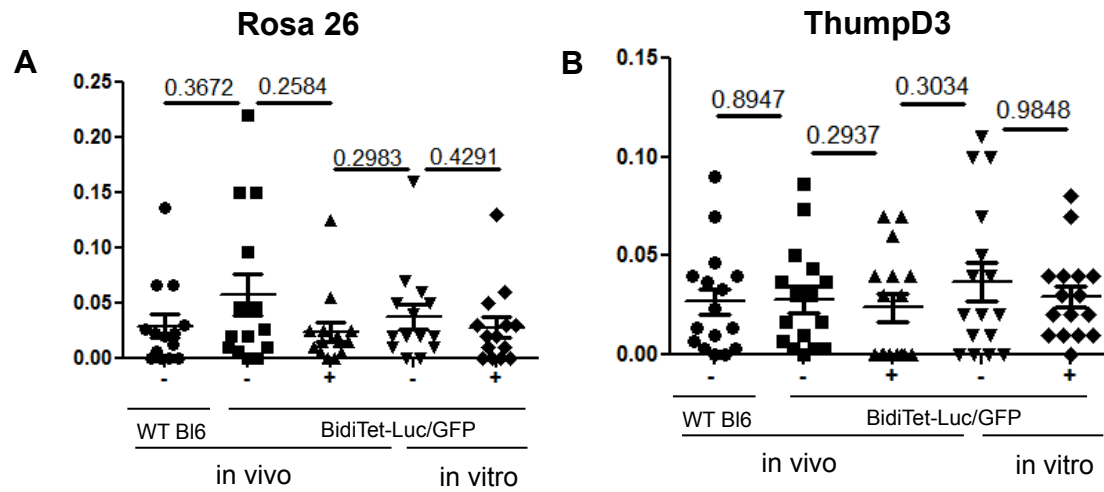 Rosa 26
ThumpD3
A
0.25
0.20
0.15
0.10
0.05
0.00
0.3672
0.2584
0.2983
0.4291
- - + - +
WT Bl6
BidiTet-Luc/GFP
in vivo
in vitro
B
0.15
0.10
0.05
0.00
0.8947
0.2937
0.3034
0.9848
- - + - +
WT Bl6
BidiTet-Luc/GFP
in vivo
in vitro